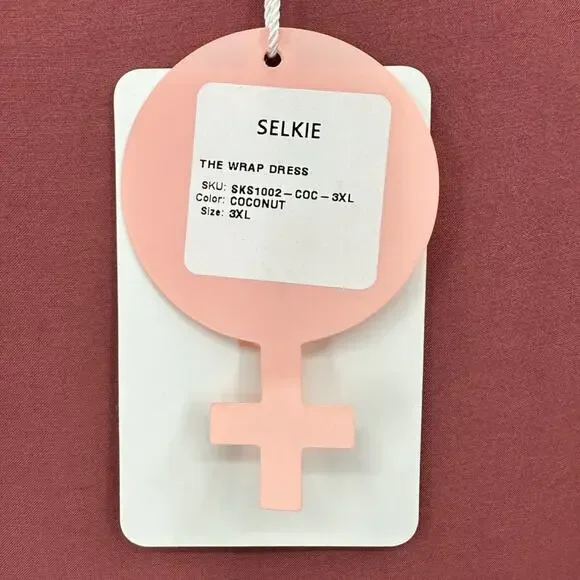 SELKIE
THE WRAP DRESS
SKU: SKS1002-COC-3XL
Color: COCONUT
Size: 3XL